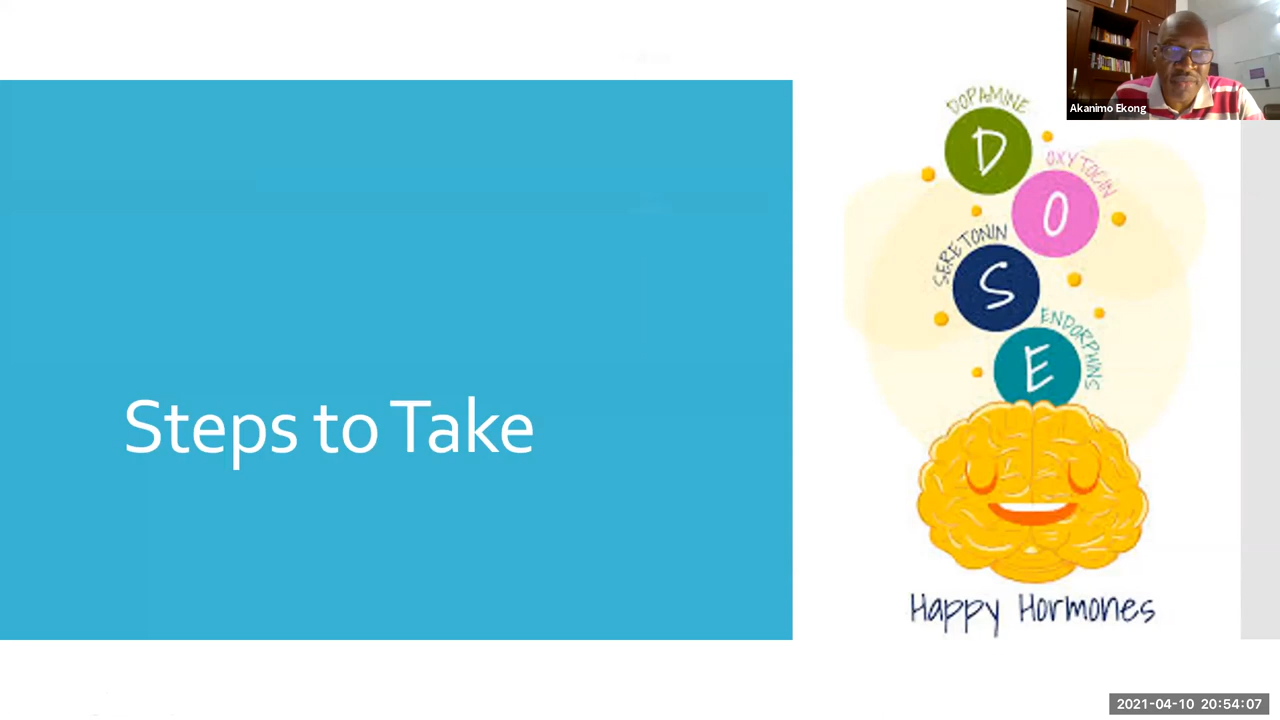 Steps to Take
DOPAMINE
D
OXYTOCIN
O
SERETONIN
S
ENDORPHINS
E
Happy Hormones
Akanimo Ekong
2021-04-10 20:54:07